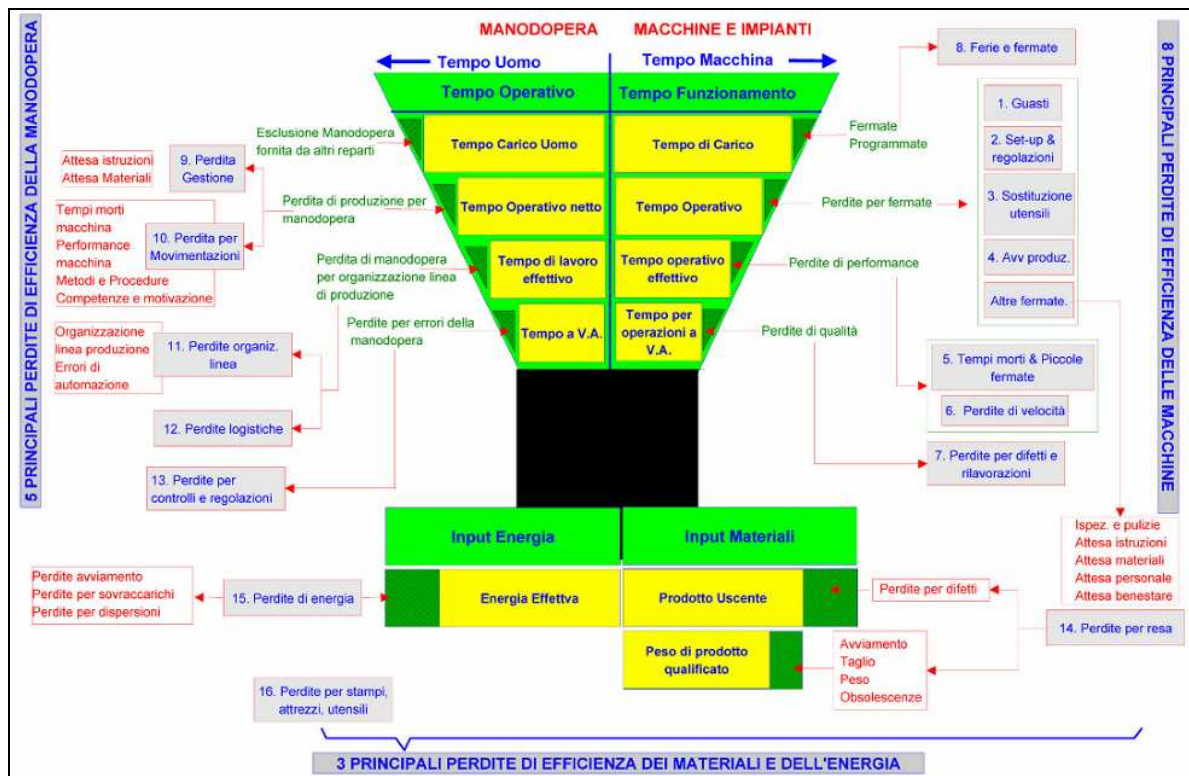 MANODOPERA
MACCHINE E IMPIANTI
Tempo Uomo
Tempo Macchina
Tempo Operativo
Tempo Funzionamento
5 PRINCIPALI PERDITE DI EFFICIENZA DELLA MANODOPERA
8 PRINCIPALI PERDITE DI EFFICIENZA DELLE MACCHINE
Tempo Carico Uomo
Tempo di Carico
Tempo Operativo netto
Tempo Operativo
Tempo di lavoro
effettivo
Tempo operativo
effettivo
Tempo a V.A.
Tempo per
operazioni a
V.A.
Esclusione Manodopera
fornita da altri reparti
Perdita di produzione per
manodopera
Perdita di manodopera
per organizzazione linea
di produzione
Perdite per errori della
manodopera
Attesa istruzioni
Attesa Materiali
9. Perdita
Gestione
Tempi morti
macchina
Performance
macchina
Metodi e Procedure
Competenze e motivazione
10. Perdita per
Movimentazioni
Organizzazione
linea produzione
Errori di
automazione
11. Perdite organiz.
linea
12. Perdite logistiche
13. Perdite per
controlli e regolazioni
Fermate
Programmate
Perdite per fermate
Perdite di performance
Perdite di qualità
8. Ferie e fermate
1. Guasti
2. Set-up &
regolazioni
3. Sostituzione
utensili
4. Avv produz.
Altre fermate.
5. Tempi morti & Piccole
fermate
6. Perdite di velocità
7. Perdite per difetti e
rilavorazioni
Ispez. e pulizie
Attesa istruzioni
Attesa materiali
Attesa personale
Attesa benestare
Input Energia
Input Materiali
Perdite avviamento
Perdite per sovraccarichi
Perdite per dispersioni
15. Perdite di energia
Energia Effettva
Prodotto Uscente
Perdite per difetti
14. Perdite per resa
Peso di prodotto
qualificato
Avviamento
Taglio
Peso
Obsolescenze
16. Perdite per stampi,
attrezzi, utensili
3 PRINCIPALI PERDITE DI EFFICIENZA DEI MATERIALI E DELL'ENERGIA